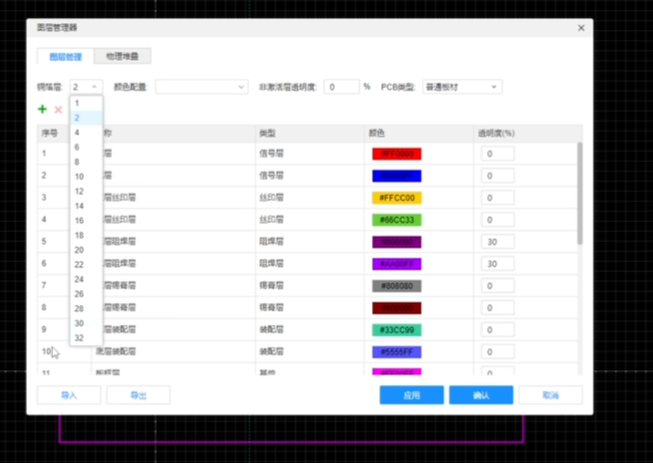 图层管理器
图层管理 物理堆叠
铜箔层: 2 颜色配置: 非激活层透明度: 0 % PCB类型: 普通板材
1
2
4
6
8
10
12
14
16
18
20
22
24
26
28
30
32
序号 称 类型 颜色 透明度(%)
1 层 信号层 #FF0000 0
2 层 信号层 0
3 层丝印层 丝印层 #FFCC00 0
4 层丝印层 丝印层 #66CC33 0
5 层阻焊层 阻焊层 30
6 层阻焊层 阻焊层 #AA00FF 30
7 层锡膏层 锡膏层 #808080 0
8 层锡膏层 锡膏层 0
9 层装配层 装配层 #33CC99 0
10 底层装配层 装配层 #5555FF 0
11 其他 0
导入 导出 应用 确认 取消